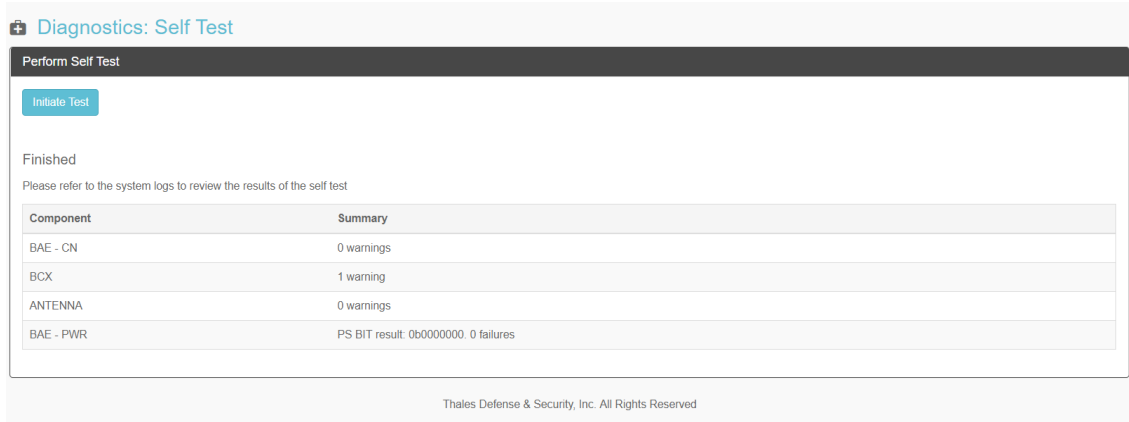 Diagnostics: Self Test
Perform Self Test
Initiate Test
Finished
Please refer to the system logs to review the results of the self test
Component Summary
BAE - CN 0 warnings
BCX 1 warning
ANTENNA 0 warnings
BAE - PWR PS BIT result: 0b0000000. 0 failures
Thales Defense & Security, Inc. All Rights Reserved